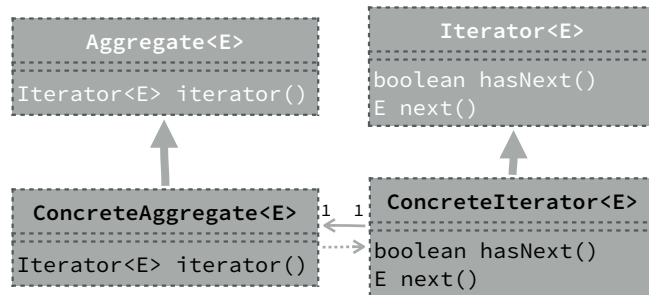 Aggregate<E>
Iterator<E> iterator()
Iterator<E>
boolean hasNext()
E next()
ConcreteAggregate<E>
Iterator<E> iterator()
1 1
ConcreteIterator<E>
boolean hasNext()
E next()